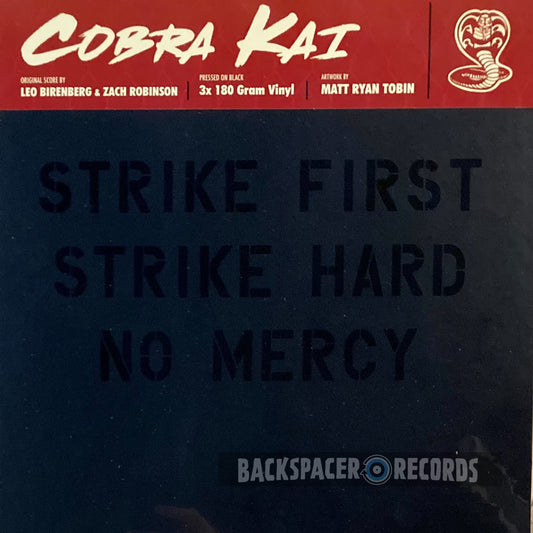 COBRA KAI
ORIGINAL SCORE BY
LEO BIRENBERG & ZACH ROBINSON
PRESSED ON BLACK
3x 180 Gram Vinyl
ARTWORK BY
MATT RYAN TOBIN
STRIKE FIRST
STRIKE HARD
NO MERCY
BACKSPACER RECORDS